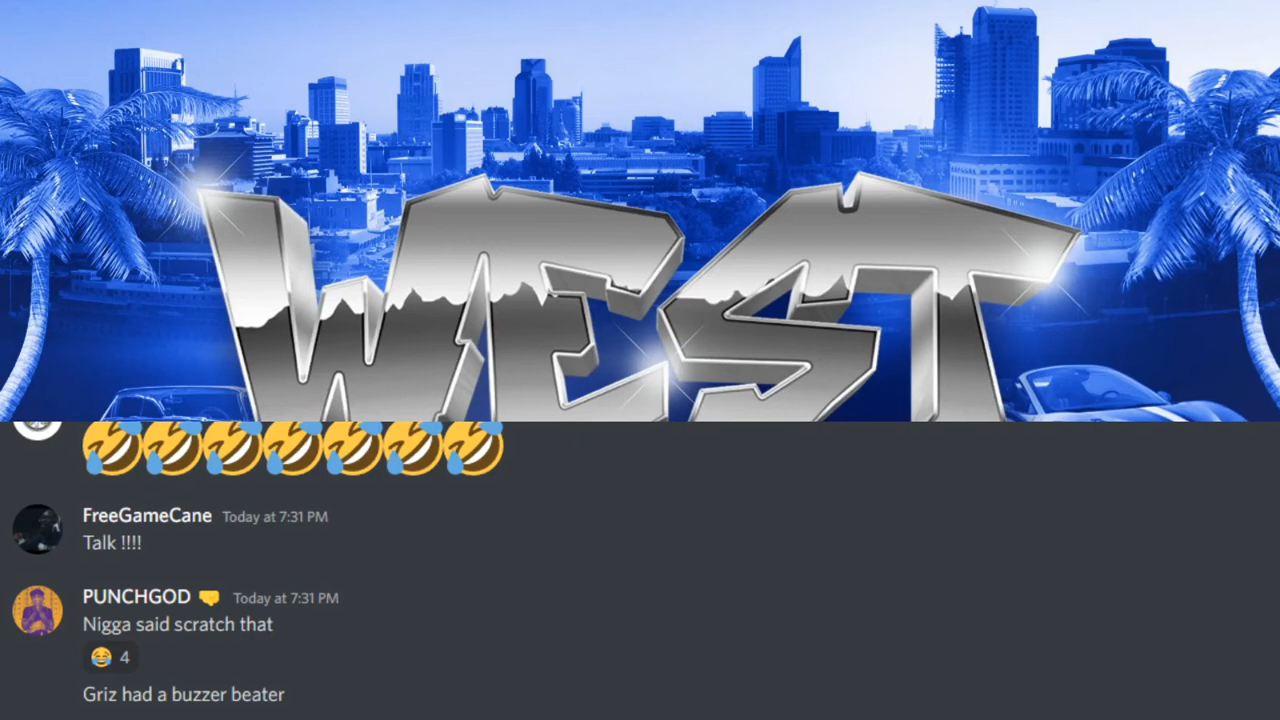 WEST
FreeGameCane Today at 7:31 PM
Talk !!!!
PUNCHGOD Today at 7:31 PM
Nigga said scratch that
4
Griz had a buzzer beater